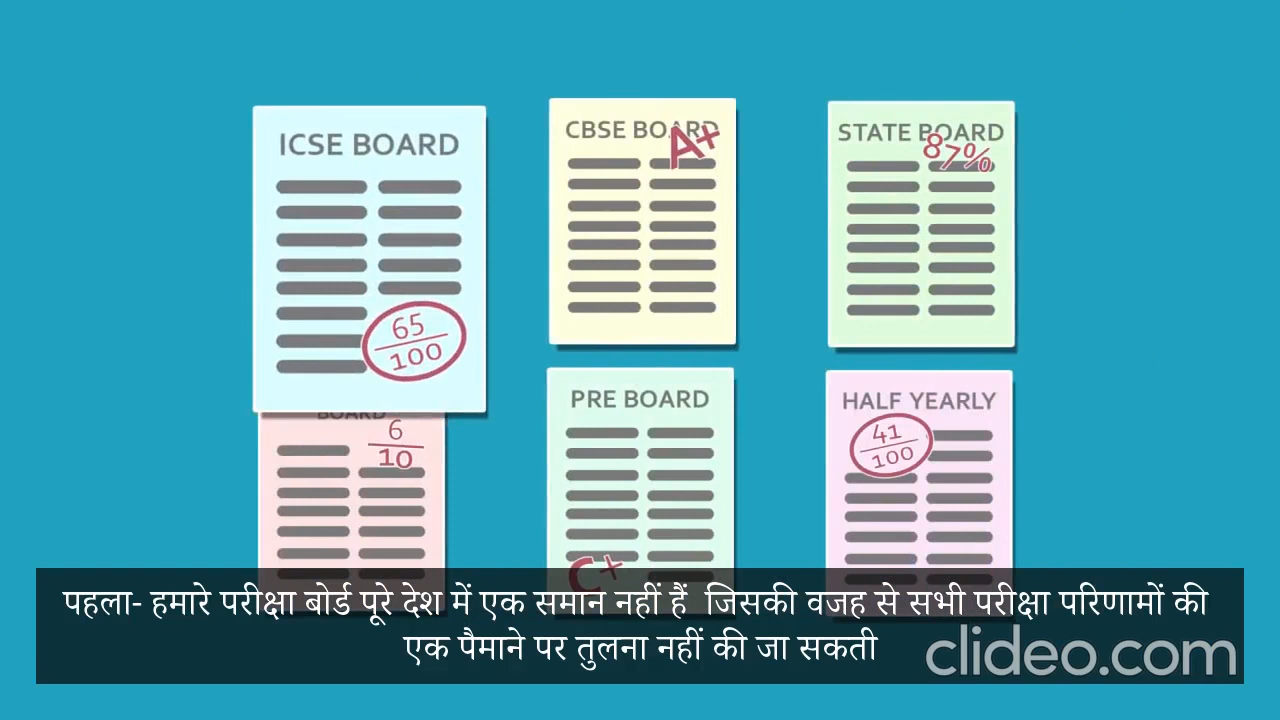 ICSE BOARD
65
100
CBSE BOARD
A+
STATE BOARD
87%
BOARD
6
10
PRE BOARD
C+
HALF YEARLY
41
100
पहला- हमारे परीक्षा बोर्ड पूरे देश में एक समान नहीं हैं जिसकी वजह से सभी परीक्षा परिणामों की
एक पैमाने पर तुलना नहीं की जा सकती
clideo.com